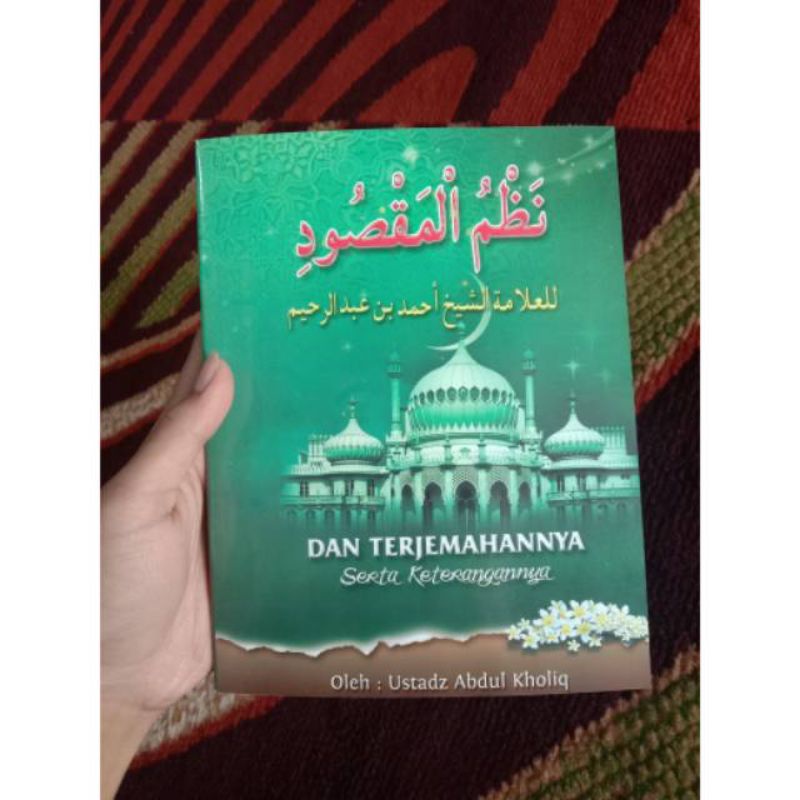 نَظْمُ الْمَقْصُودِ
للعلامة الشيخ أحمد بن عبد الرحيم
DAN TERJEMAHANNYA
Serta Keterangannya
Oleh : Ustadz Abdul Kholiq